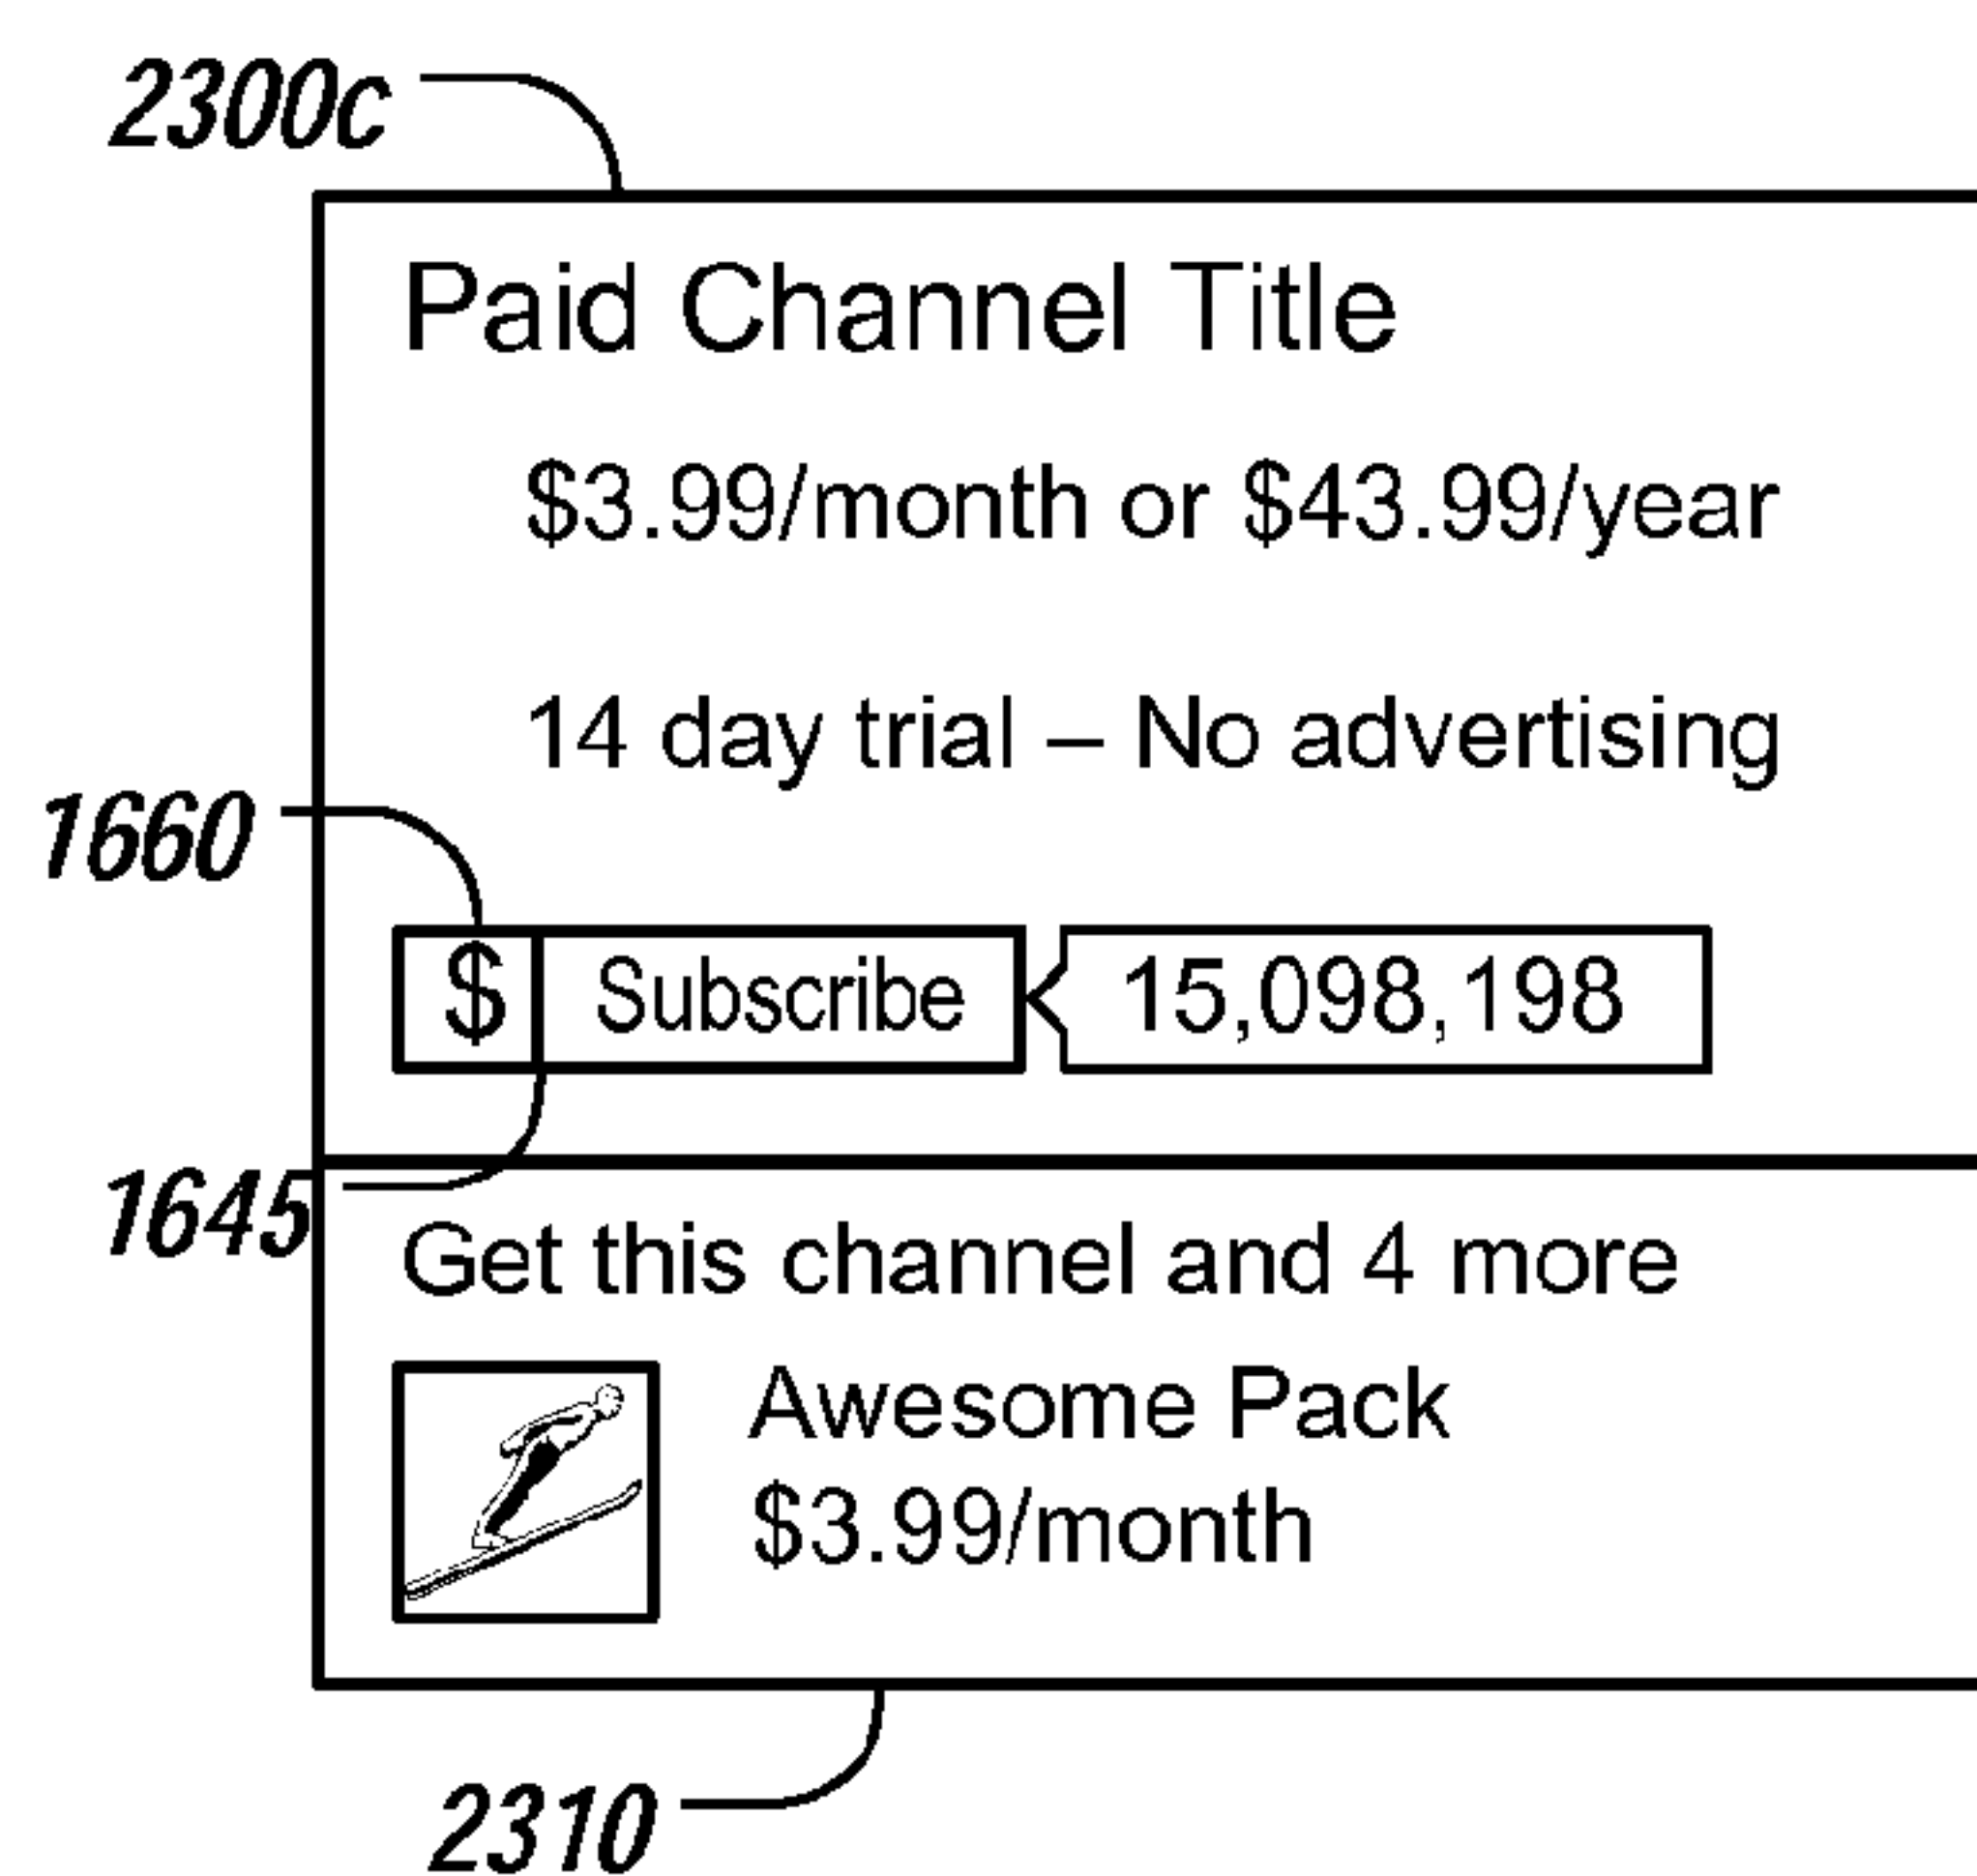 2300c
Paid Channel Title
$3.99/month or $43.99/year
14 day trial – No advertising
1660
$ Subscribe 15,098,198
1645
Get this channel and 4 more
Awesome Pack
$3.99/month
2310